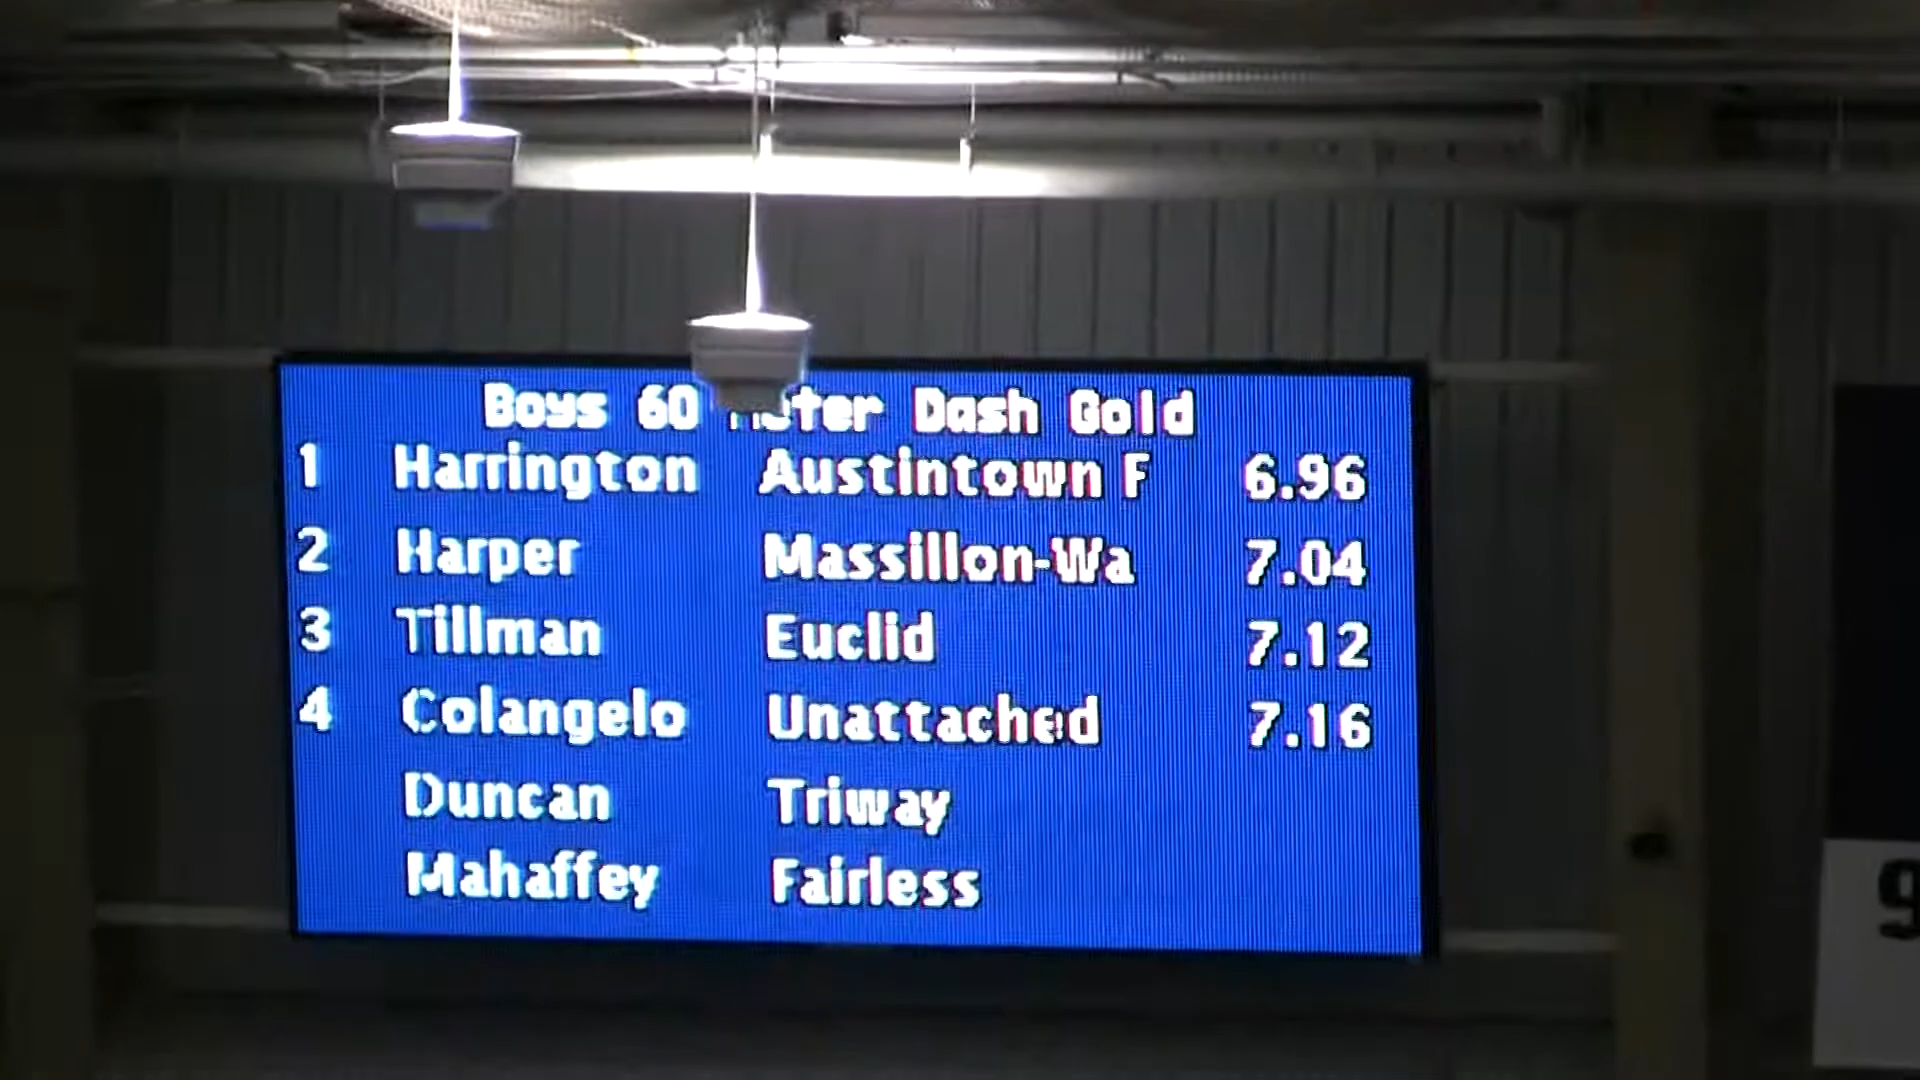 Boys 60 Dash Gold
1 Harrington Austintown F 6.96
2 Harper Massillon-Wa 7.04
3 Tillman Euclid 7.12
4 Colangelo Unattached 7.16
Duncan Triway
Mahaffey Fairless
9